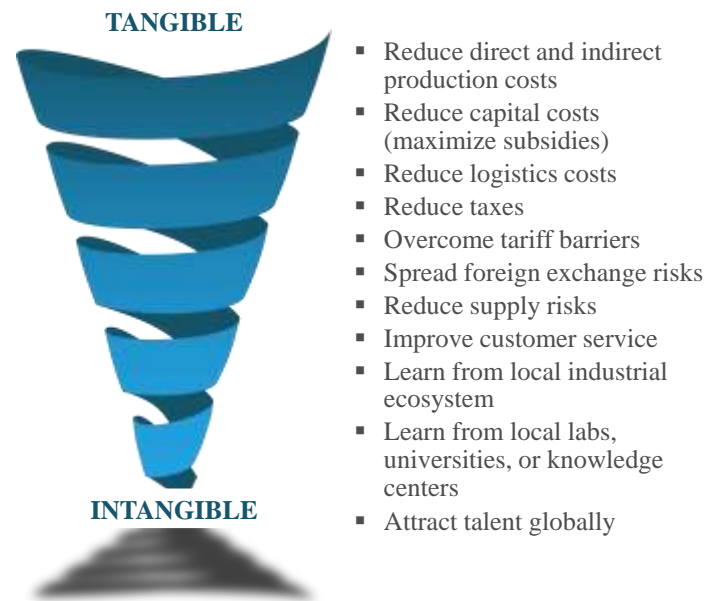 TANGIBLE
▪ Reduce direct and indirect
production costs
▪ Reduce capital costs
(maximize subsidies)
▪ Reduce logistics costs
▪ Reduce taxes
▪ Overcome tariff barriers
▪ Spread foreign exchange risks
▪ Reduce supply risks
▪ Improve customer service
▪ Learn from local industrial
ecosystem
▪ Learn from local labs,
universities, or knowledge
centers
▪ Attract talent globally
INTANGIBLE